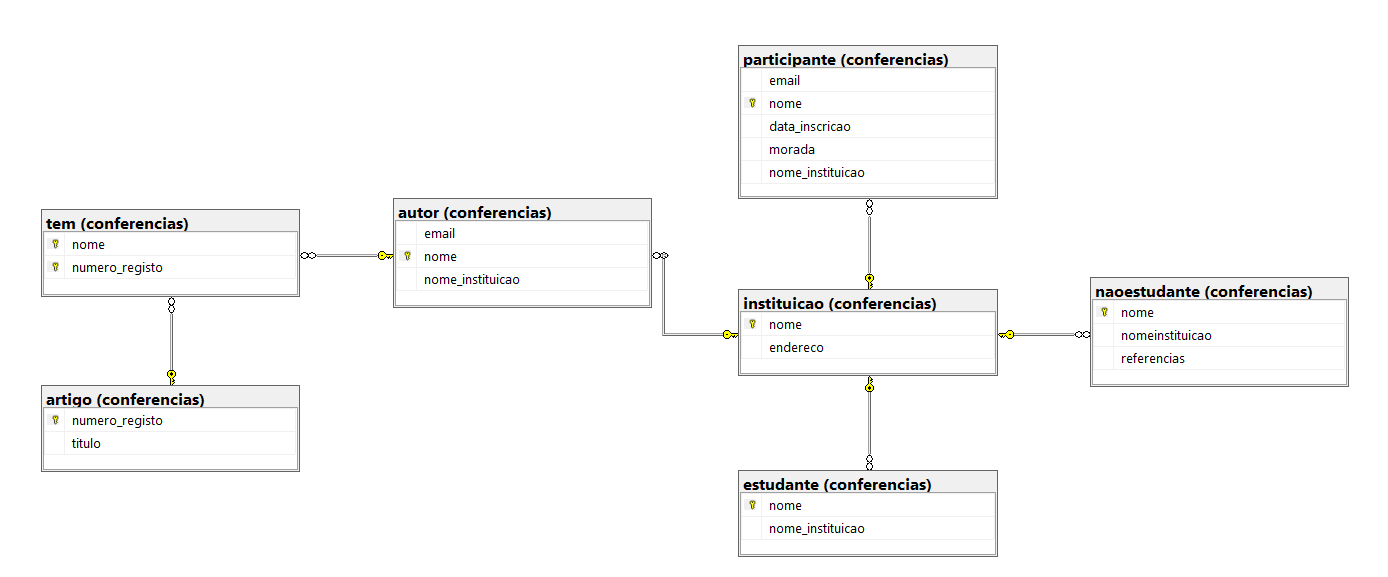 participante (conferencias)
email
nome
data_inscricao
morada
nome_instituicao
tem (conferencias)
nome
numero_registo
autor (conferencias)
email
nome
nome_instituicao
instituicao (conferencias)
nome
endereco
naoestudante (conferencias)
nome
nomeinstituicao
referencias
artigo (conferencias)
numero_registo
titulo
estudante (conferencias)
nome
nome_instituicao